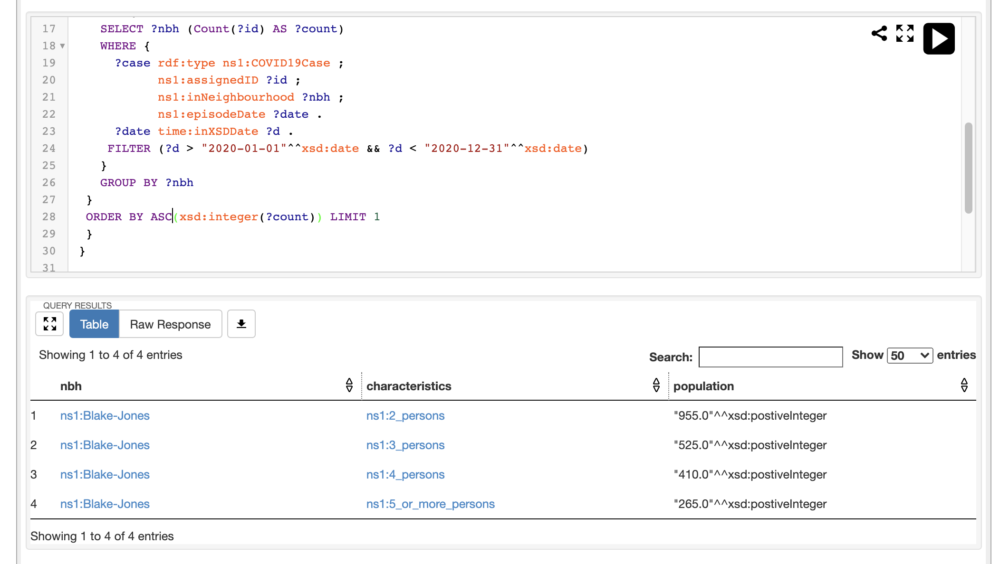 17 SELECT ?nbh (Count(?id) AS ?count)
18 WHERE {
19 ?case rdf:type ns1:COVID19Case ;
20 ns1:assignedID ?id ;
21 ns1:inNeighbourhood ?nbh ;
22 ns1:episodeDate ?date .
23 ?date time:inXSDDate ?d .
24 FILTER (?d > "2020-01-01"^^xsd:date && ?d < "2020-12-31"^^xsd:date)
25 }
26 GROUP BY ?nbh
27 }
28 ORDER BY ASC(xsd:integer(?count)) LIMIT 1
29 }
30 }
31
QUERY RESULTS
Table Raw Response
Showing 1 to 4 of 4 entries Search: Show 50 entries
nbh characteristics population
1 ns1:Blake-Jones ns1:2_persons "955.0"^^xsd:postiveInteger
2 ns1:Blake-Jones ns1:3_persons "525.0"^^xsd:postiveInteger
3 ns1:Blake-Jones ns1:4_persons "410.0"^^xsd:postiveInteger
4 ns1:Blake-Jones ns1:5_or_more_persons "265.0"^^xsd:postiveInteger
Showing 1 to 4 of 4 entries